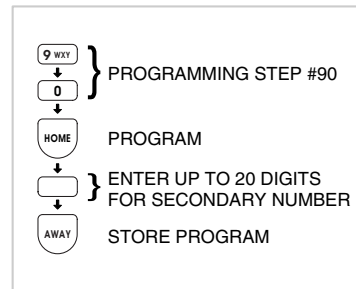 9 WXY
0
PROGRAMMING STEP #90
HOME
PROGRAM
ENTER UP TO 20 DIGITS
FOR SECONDARY NUMBER
AWAY
STORE PROGRAM